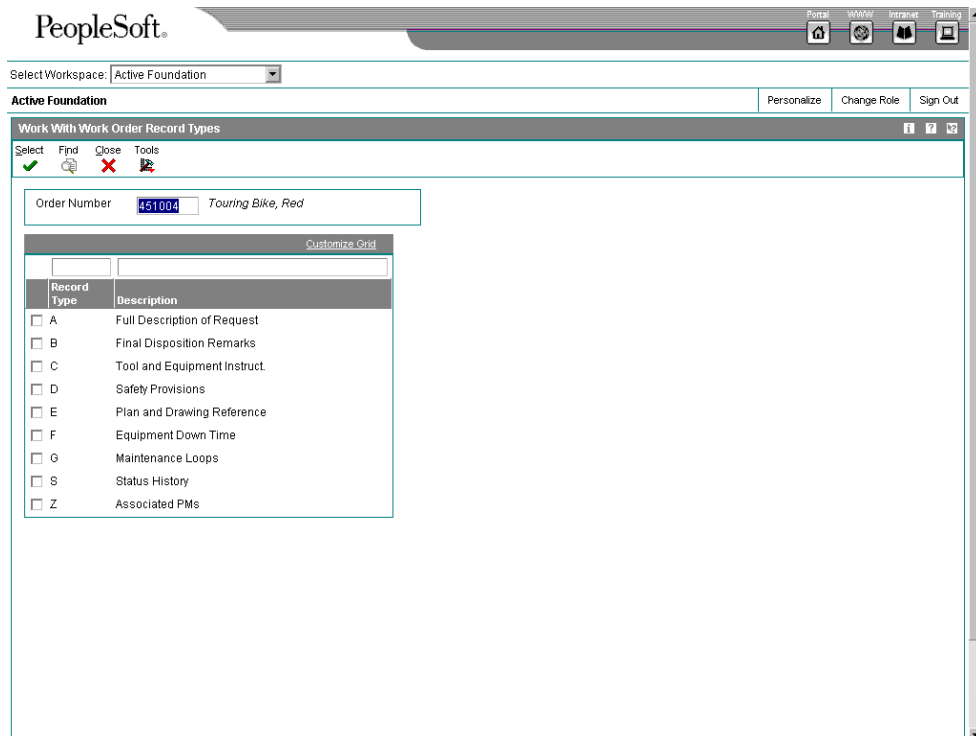 Portal WWW Intranet Training
PeopleSoft.
Select Workspace: Active Foundation
Active Foundation Personalize Change Role Sign Out
Work With Work Order Record Types
Select Find Close Tools
Order Number 451004 Touring Bike, Red
Customize Grid
Record
Type Description
A Full Description of Request
B Final Disposition Remarks
C Tool and Equipment Instruct.
D Safety Provisions
E Plan and Drawing Reference
F Equipment Down Time
G Maintenance Loops
S Status History
Z Associated PMs